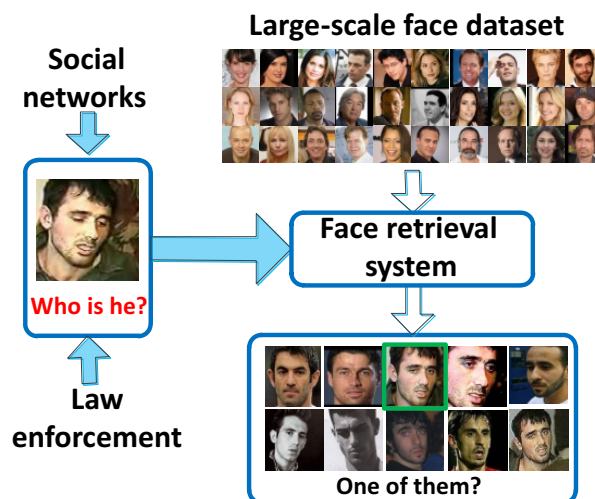 Large-scale face dataset
Social
networks
Face retrieval
system
Who is he?
Law
enforcement
One of them?